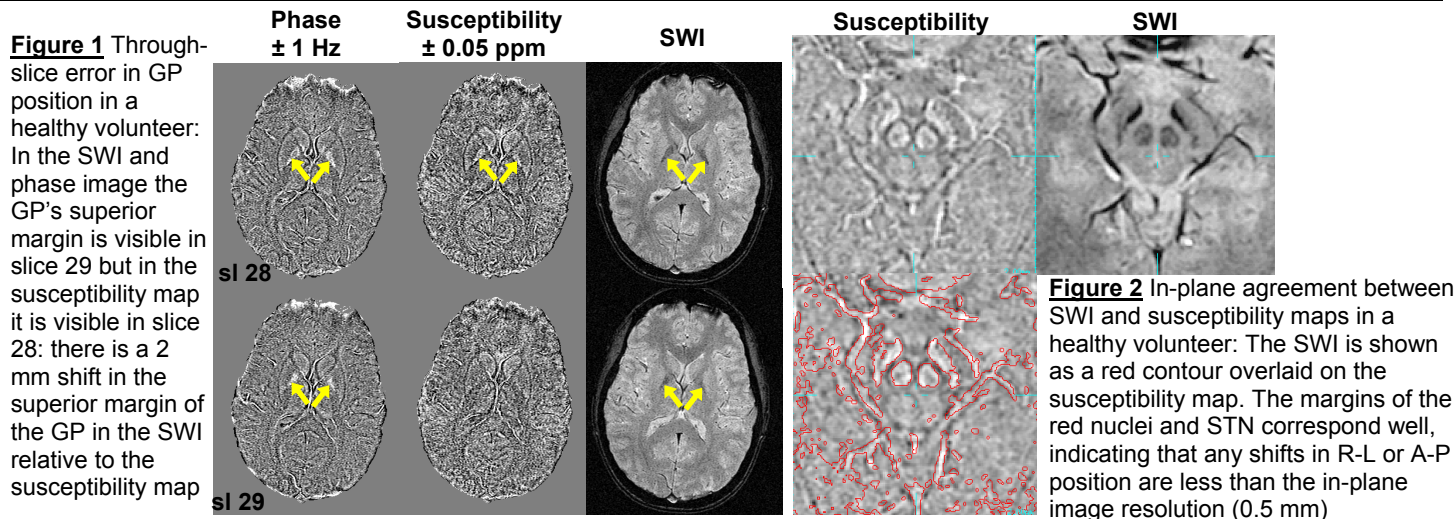 Figure 1 Through-
slice error in GP
position in a
healthy volunteer:
In the SWI and
phase image the
GP's superior
margin is visible in
slice 29 but in the
susceptibility map
it is visible in slice
28: there is a 2
mm shift in the
superior margin of
the GP in the SWI
relative to the
susceptibility map
Phase
± 1 Hz
Susceptibility
± 0.05 ppm
SWI
sl 28
sl 29
Susceptibility
SWI
Figure 2 In-plane agreement between
SWI and susceptibility maps in a
healthy volunteer: The SWI is shown
as a red contour overlaid on the
susceptibility map. The margins of the
red nuclei and STN correspond well,
indicating that any shifts in R-L or A-P
position are less than the in-plane
image resolution (0.5 mm)